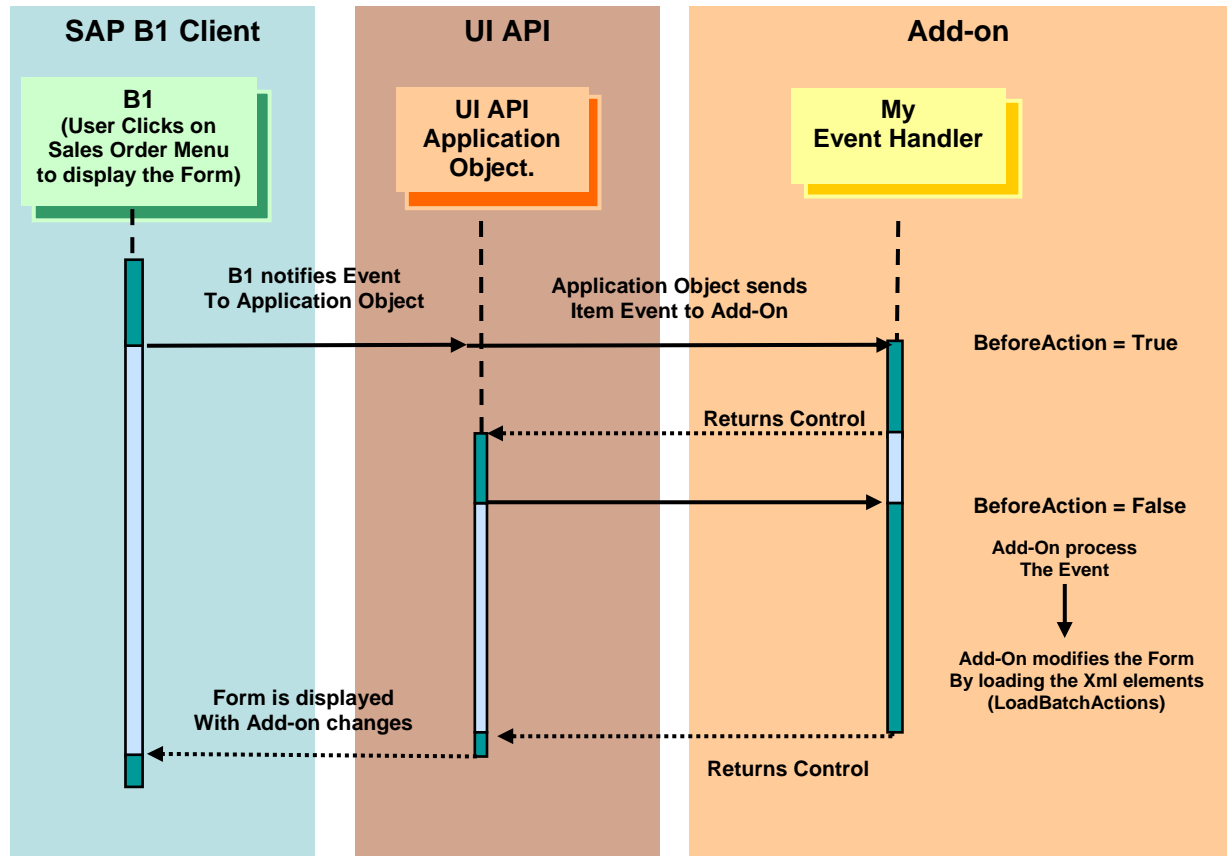 SAP B1 Client
UI API
Add-on
B1
(User Clicks on
Sales Order Menu
to display the Form)
UI API
Application
Object.
My
Event Handler
B1 notifies Event
To Application Object
Application Object sends
Item Event to Add-On
BeforeAction = True
Returns Control
BeforeAction = False
Add-On process
The Event
Add-On modifies the Form
By loading the Xml elements
(LoadBatchActions)
Form is displayed
With Add-on changes
Returns Control